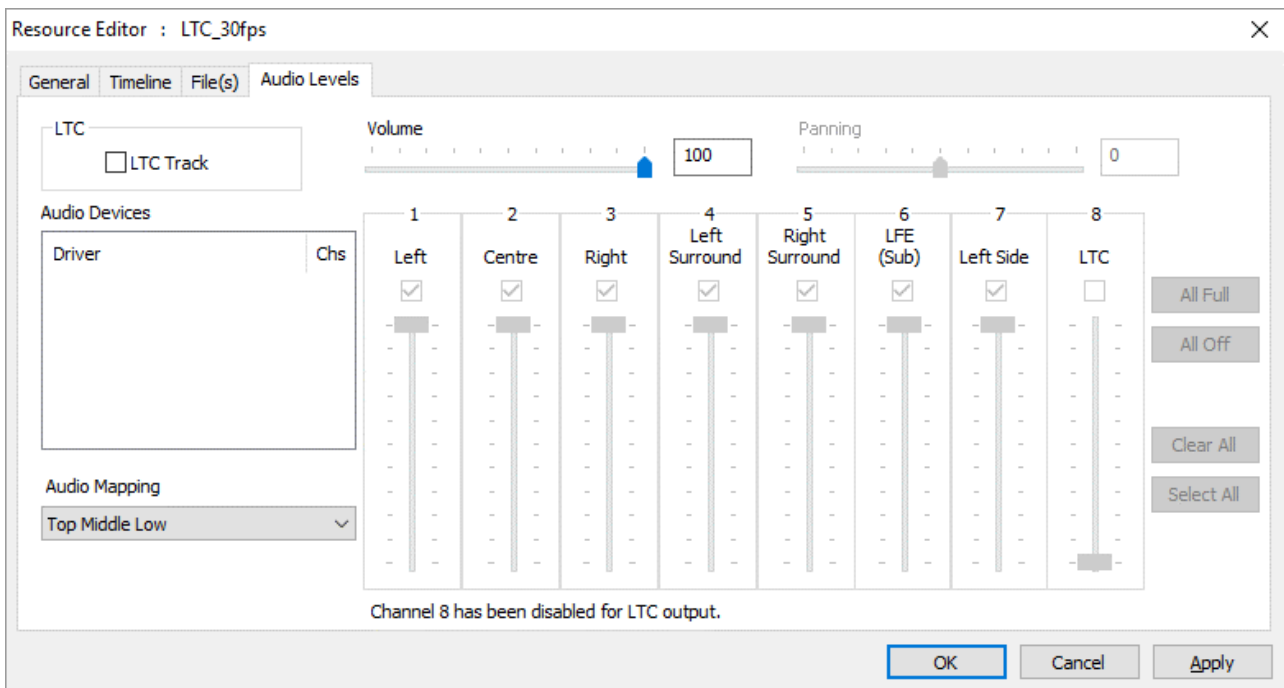 Resource Editor : LTC_30fps
General Timeline File(s) Audio Levels
LTC
LTC Track
Volume
100
Panning
0
Audio Devices
Driver Chs
1 2 3 4 5 6 7 8
Left Centre Right Left Surround Right Surround LFE (Sub) Left Side LTC
All Full
All Off
Clear All
Select All
Audio Mapping
Top Middle Low
Channel 8 has been disabled for LTC output.
OK Cancel Apply